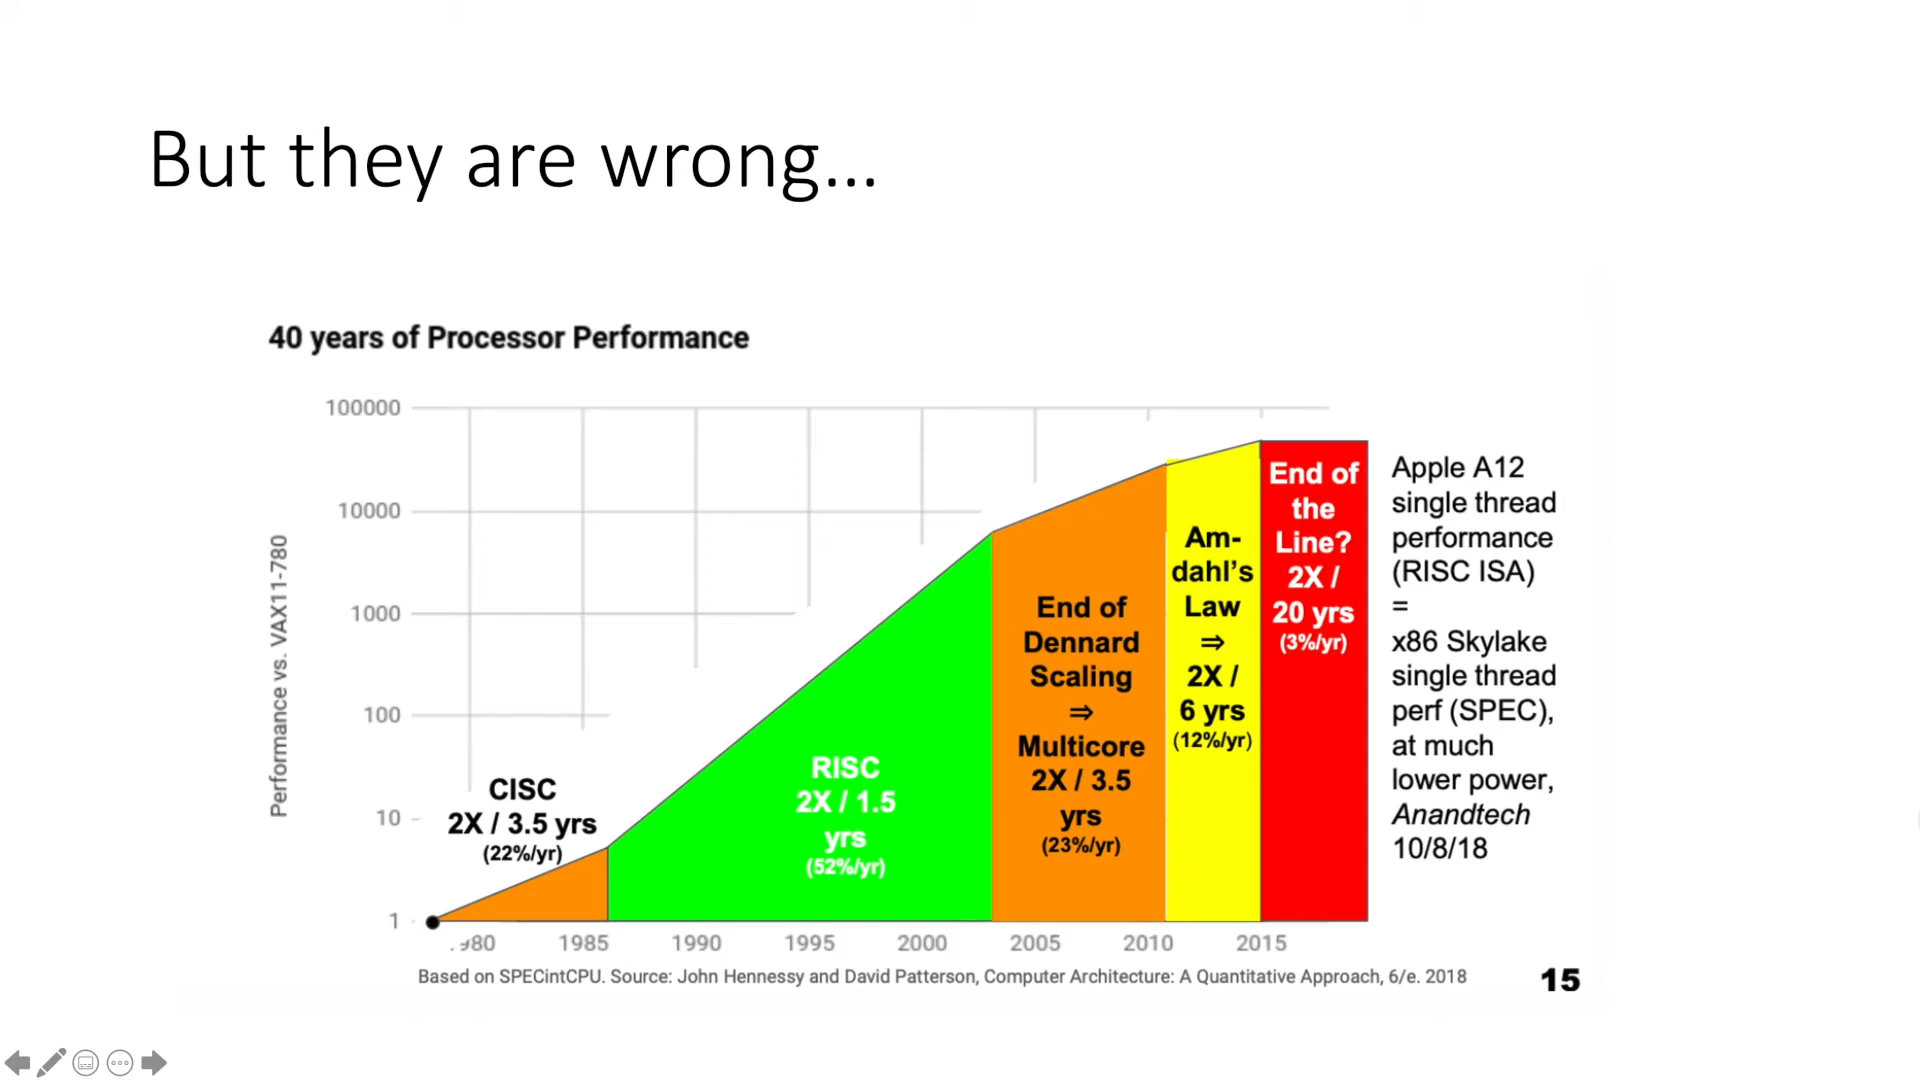 But they are wrong...
40 years of Processor Performance
Performance vs. VAX11-780
100000
10000
1000
100
10
1
CISC
2X / 3.5 yrs
(22%/yr)
RISC
2X / 1.5
yrs
(52%/yr)
End of
Dennard
Scaling
⇒
Multicore
2X / 3.5
yrs
(23%/yr)
Am-
dahl's
Law
⇒
2X /
6 yrs
(12%/yr)
End of
the
Line?
2X /
20 yrs
(3%/yr)
Apple A12
single thread
performance
(RISC ISA)
=
x86 Skylake
single thread
perf (SPEC),
at much
lower power,
Anandtech
10/8/18
1985 1990 1995 2000 2005 2010 2015
Based on SPECintCPU. Source: John Hennessy and David Patterson, Computer Architecture: A Quantitative Approach, 6/e. 2018
15